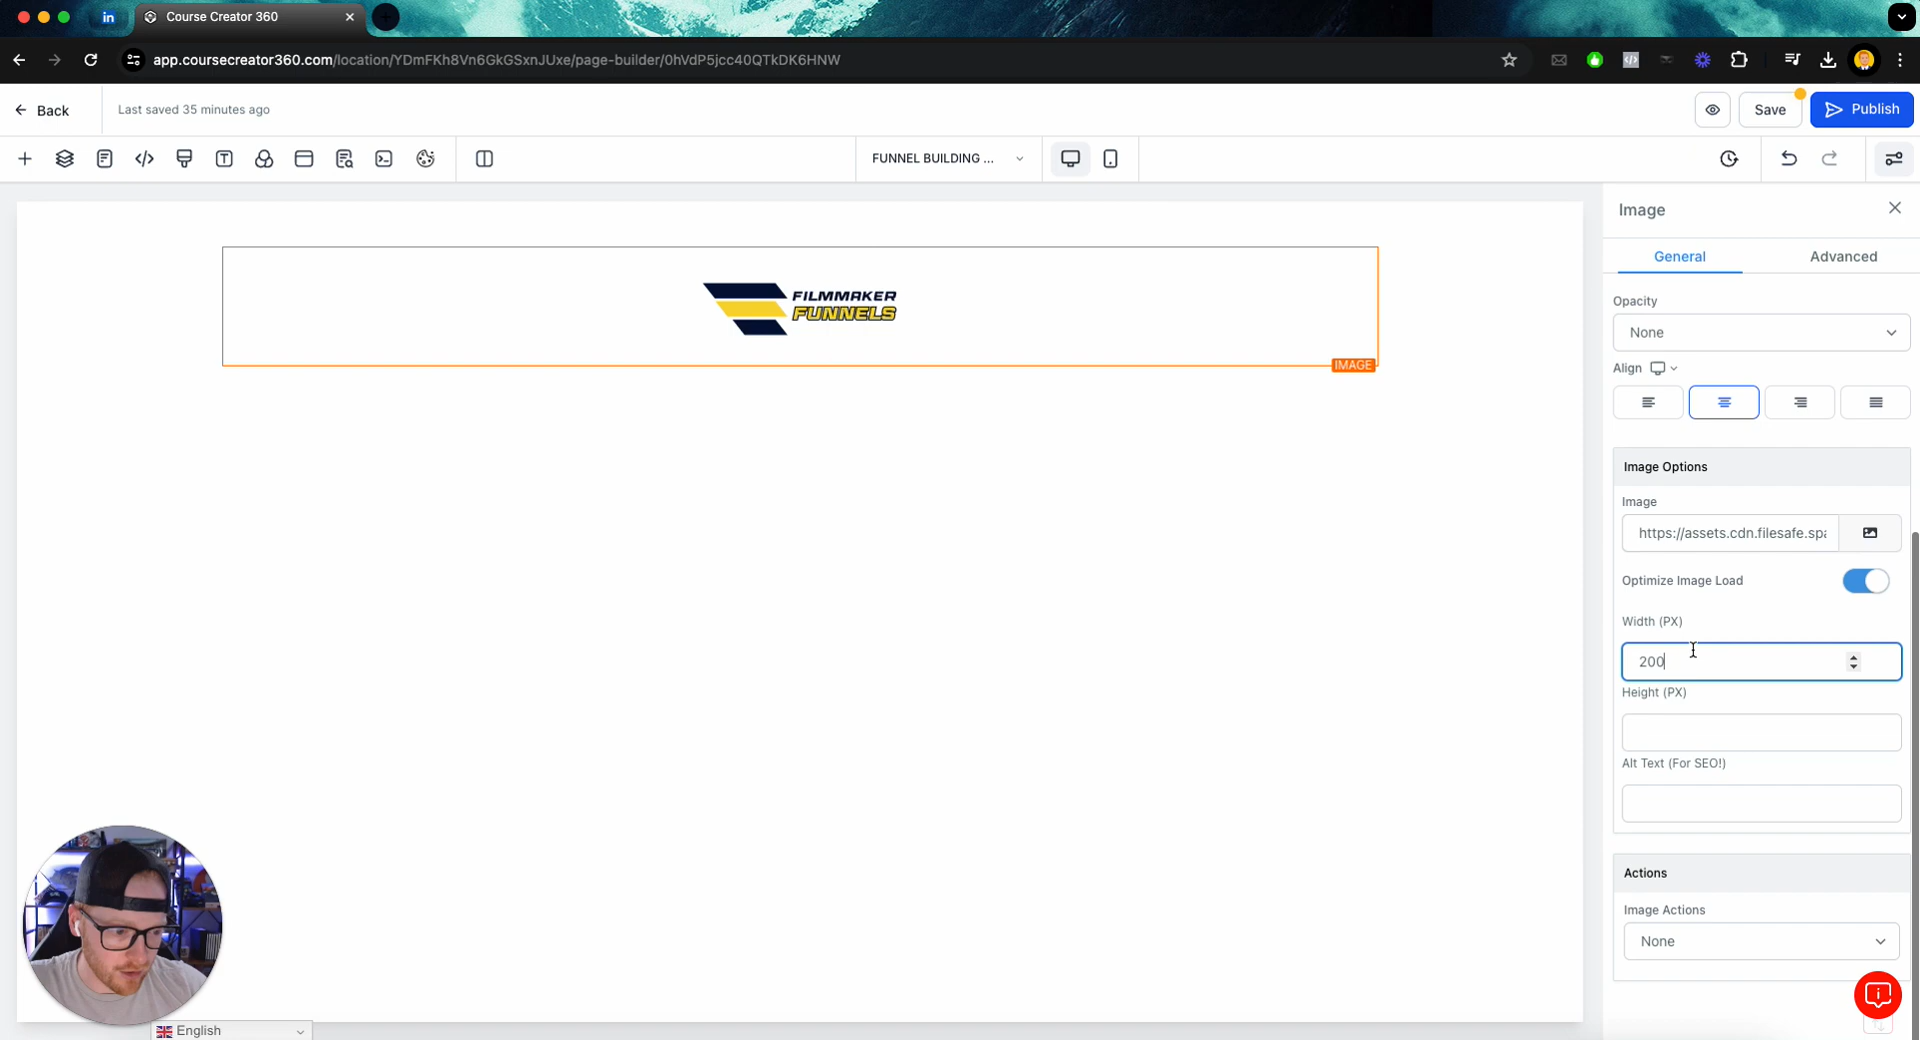 in
Course Creator 360
app.coursecreator360.com/location/YDmFKh8Vn6GkGSxnJUxe/page-builder/0hVdP5jcc40QTkDK6HNW
Back
Last saved 35 minutes ago
Save
Publish
FUNNEL BUILDING ...
Image
General
Advanced
FILMMAKER
FUNNELS
IMAGE
Opacity
None
Align
Image Options
Image
https://assets.cdn.filesafe.spa
Optimize Image Load
Width (PX)
200
Height (PX)
Alt Text (For SEO!)
Actions
Image Actions
None
English